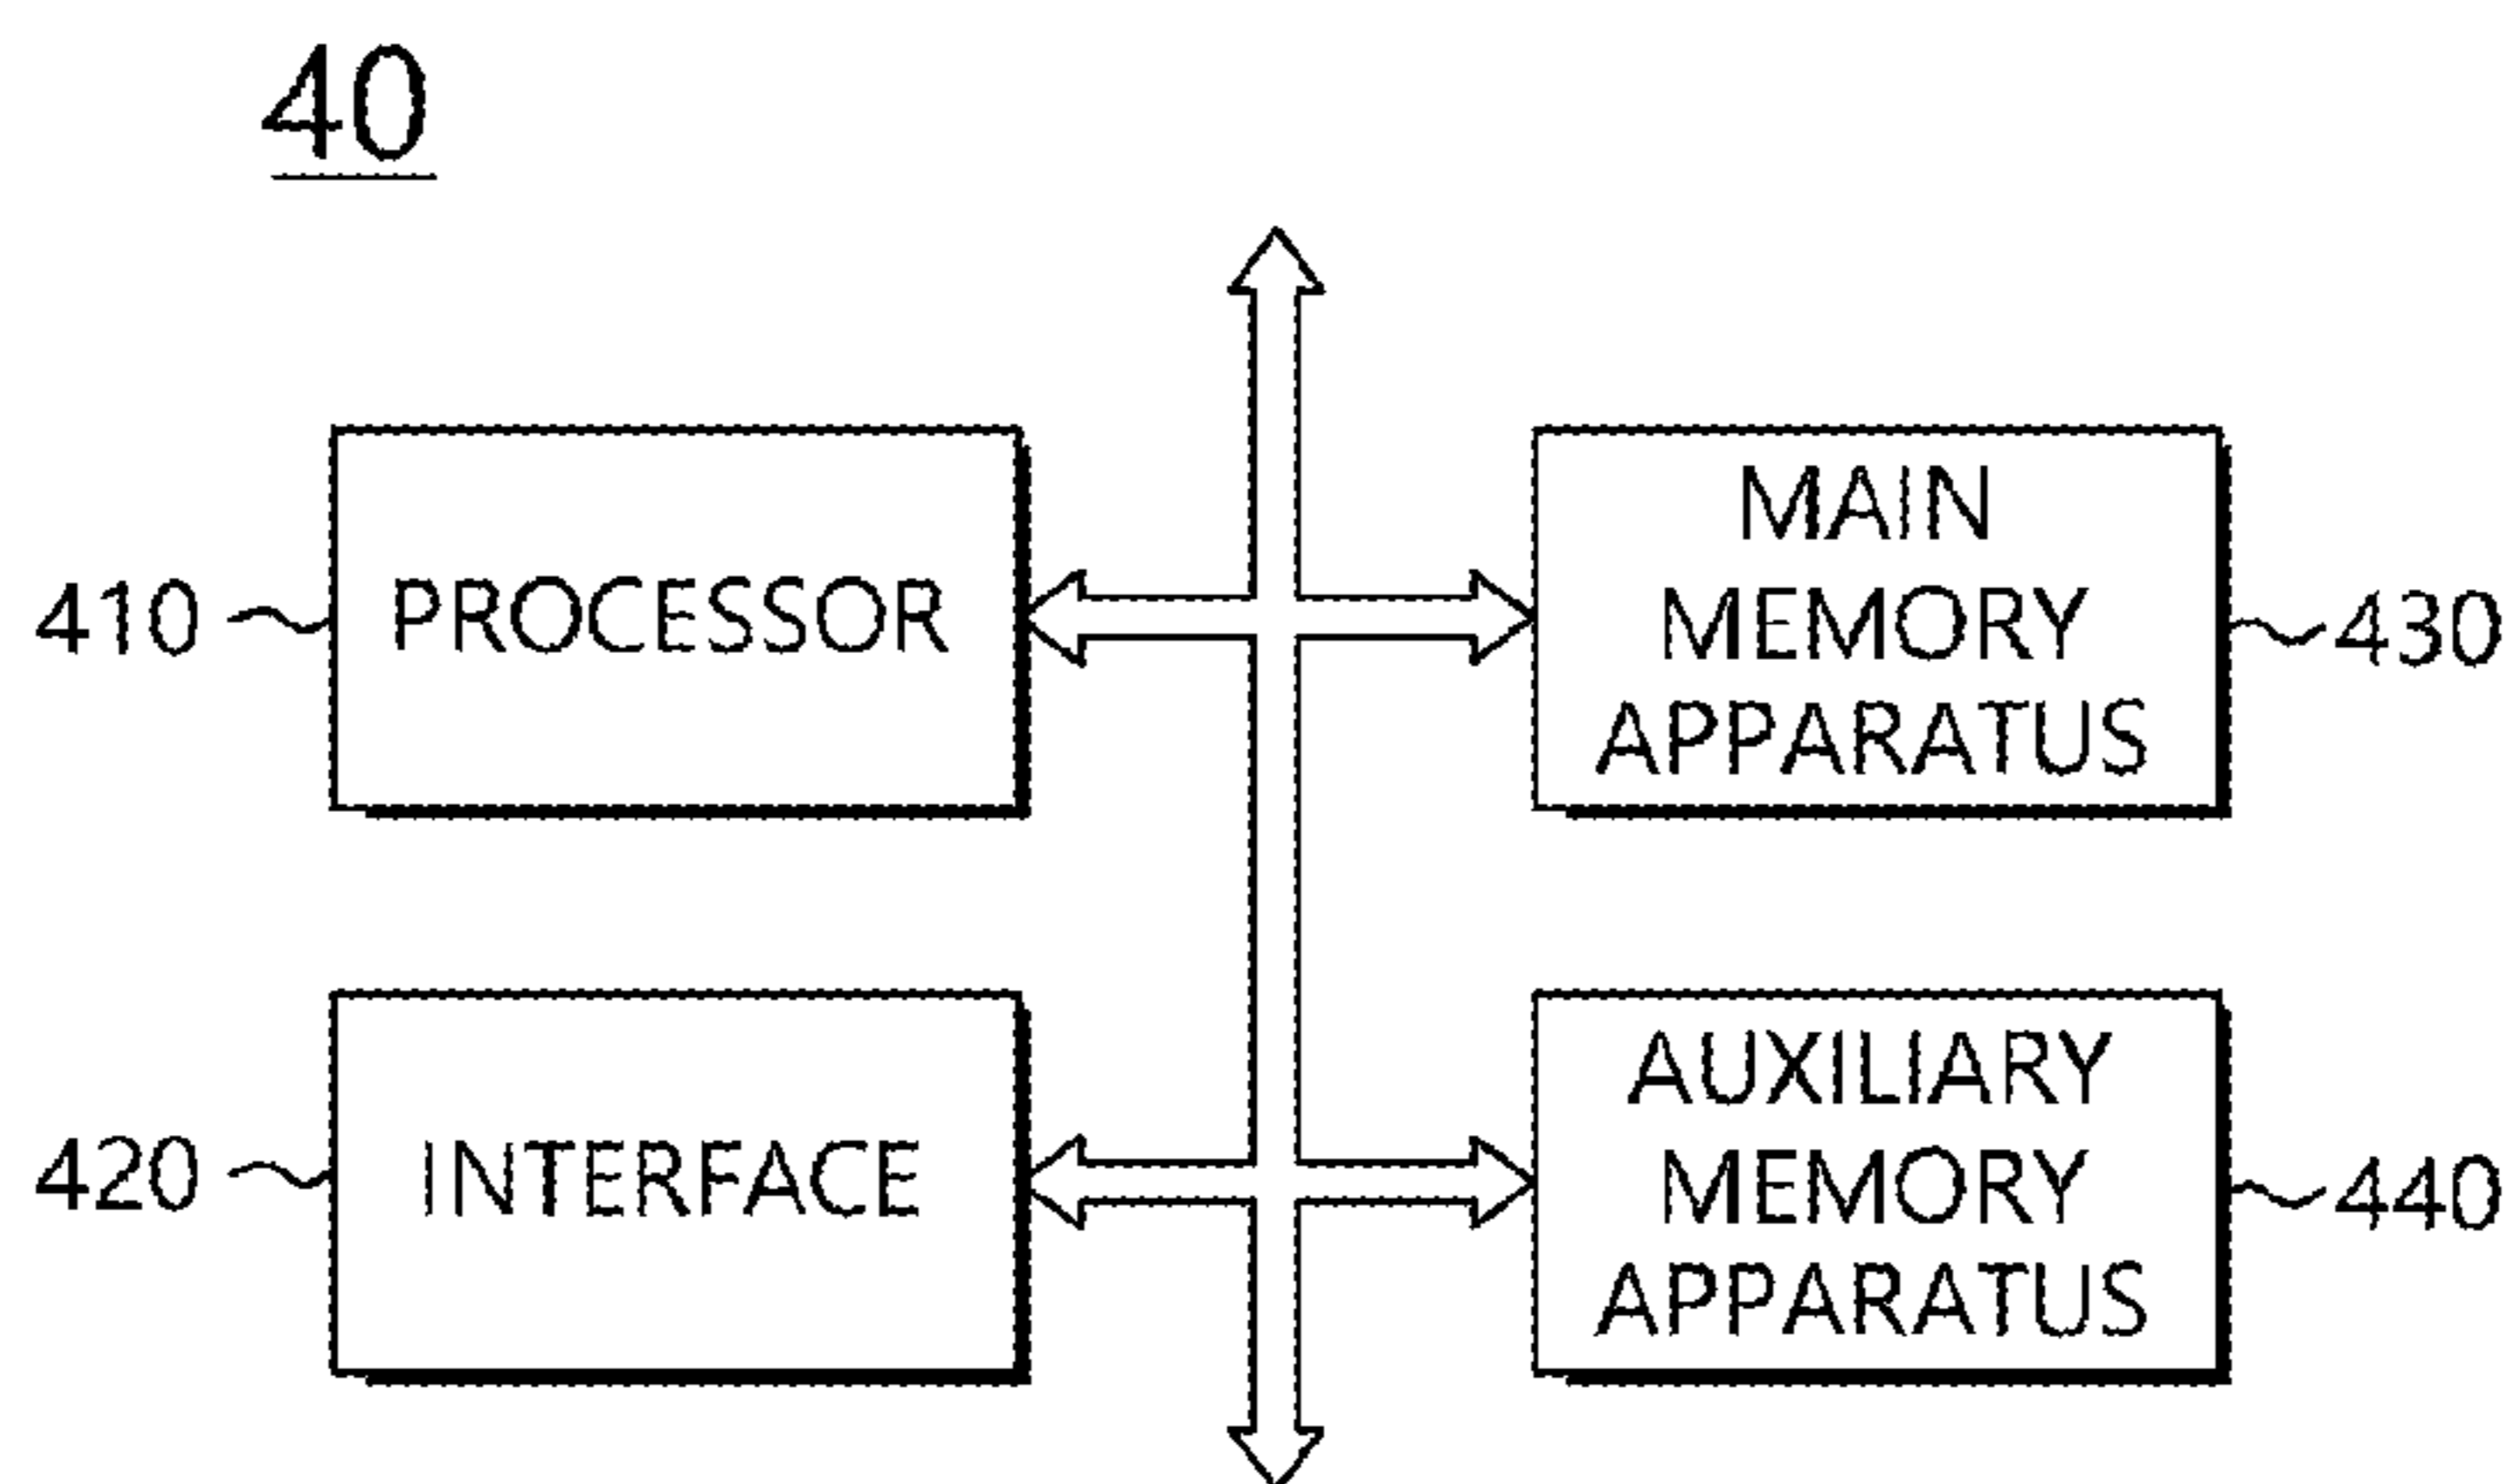 40
410
PROCESSOR
MAIN
MEMORY
APPARATUS
430
420
INTERFACE
AUXILIARY
MEMORY
APPARATUS
440